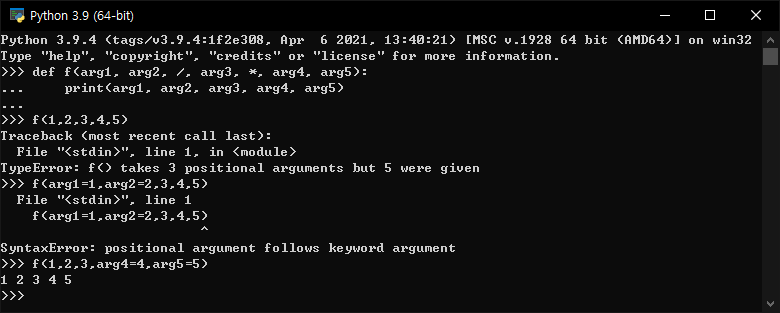 Python 3.9 (64-bit)
Python 3.9.4 (tags/v3.9.4:1f2e308, Apr  6 2021, 13:40:21) [MSC v.1928 64 bit (AMD64)] on win32
Type "help", "copyright", "credits" or "license" for more information.
>>> def f(arg1, arg2, /, arg3, *, arg4, arg5):
...     print(arg1, arg2, arg3, arg4, arg5)
...
>>> f(1,2,3,4,5)
Traceback (most recent call last):
  File "<stdin>", line 1, in <module>
TypeError: f() takes 3 positional arguments but 5 were given
>>> f(arg1=1,arg2=2,3,4,5)
  File "<stdin>", line 1
    f(arg1=1,arg2=2,3,4,5)
                         ^
SyntaxError: positional argument follows keyword argument
>>> f(1,2,3,arg4=4,arg5=5)
1 2 3 4 5
>>>